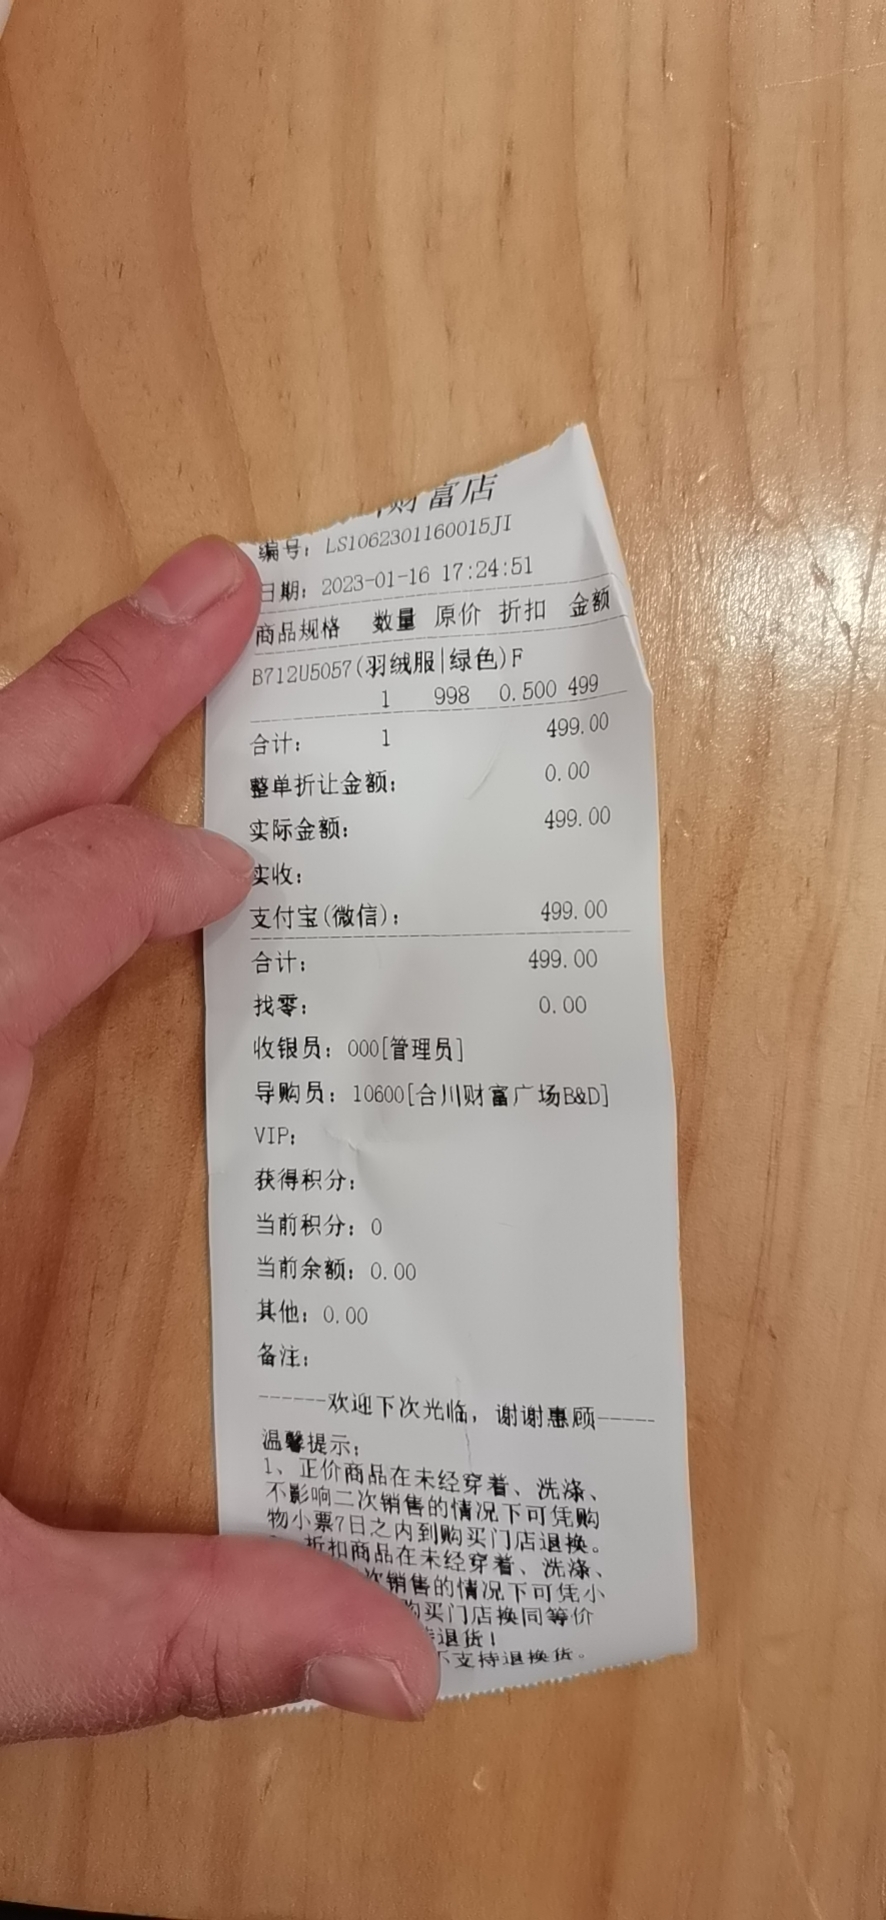 财富店
编号：LS1062301160015JI
日期：2023-01-16 17:24:51
商品规格 数量 原价 折扣 金额
B712U5057(羽绒服|绿色)F
1 998 0.500 499
合计： 1 499.00
整单折让金额： 0.00
实际金额： 499.00
实收：
支付宝(微信)： 499.00
合计： 499.00
找零： 0.00
收银员：000[管理员]
导购员：10600[合川财富广场B&D]
VIP：
获得积分：
当前积分：0
当前余额：0.00
其他：0.00
备注：
------欢迎下次光临，谢谢惠顾-----
温馨提示：
1、正价商品在未经穿着、洗涤、
不影响二次销售的情况下可凭购
物小票7日之内到购买门店退换。
折扣商品在未经穿着、洗涤、
次销售的情况下可凭小
购买门店换同等价
退货！
不支持退换货。